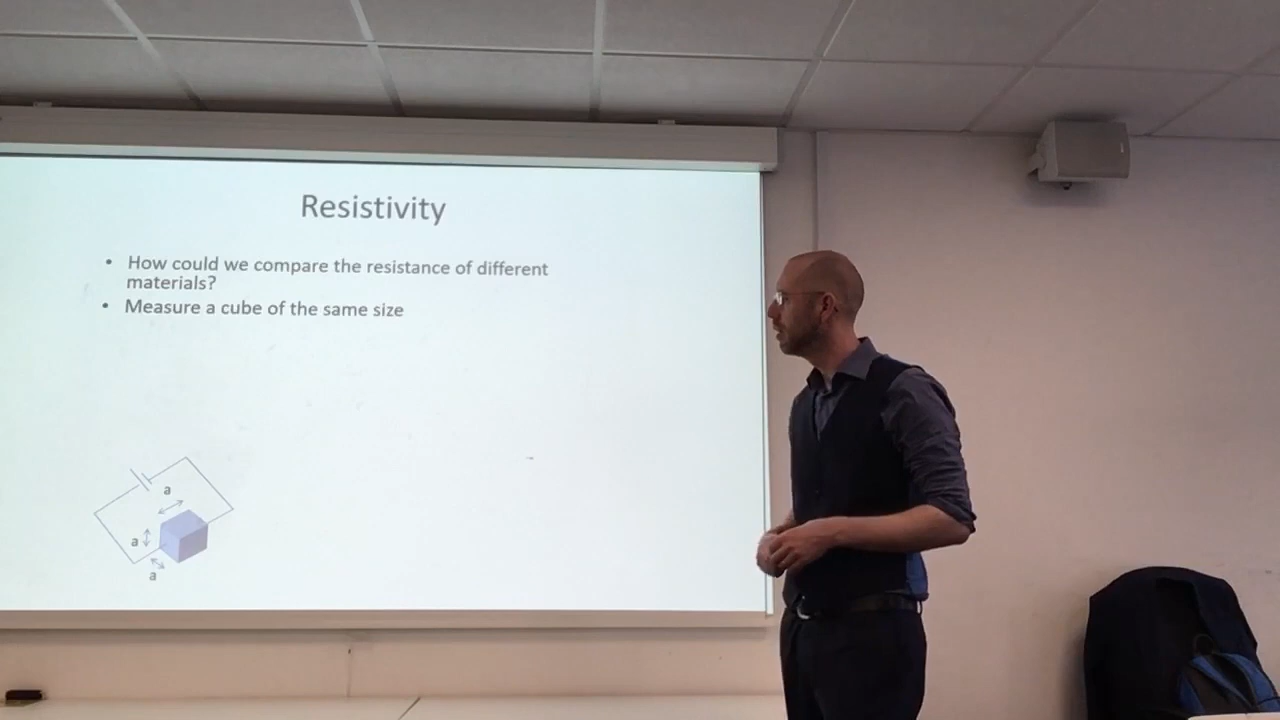 Resistivity
• How could we compare the resistance of different
materials?
• Measure a cube of the same size
a
a
a